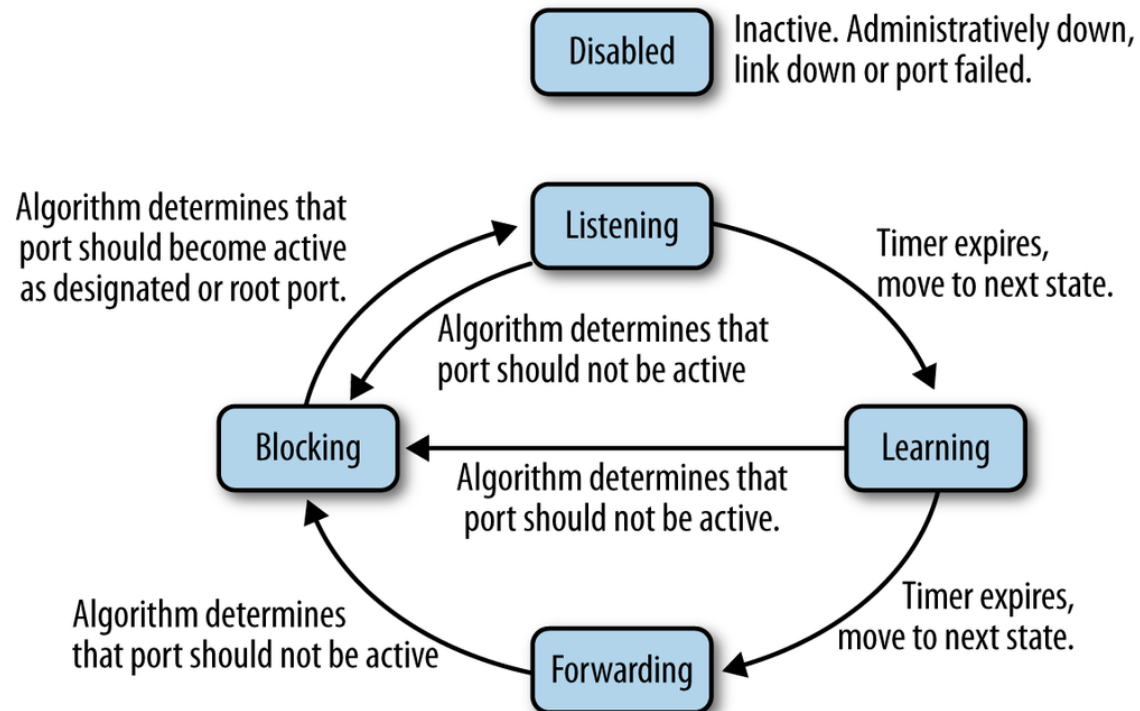 Disabled
Inactive. Administratively down,
link down or port failed.
Algorithm determines that
port should become active
as designated or root port.
Listening
Timer expires,
move to next state.
Algorithm determines that
port should not be active
Blocking
Learning
Algorithm determines that
port should not be active.
Algorithm determines
that port should not be active
Timer expires,
move to next state.
Forwarding